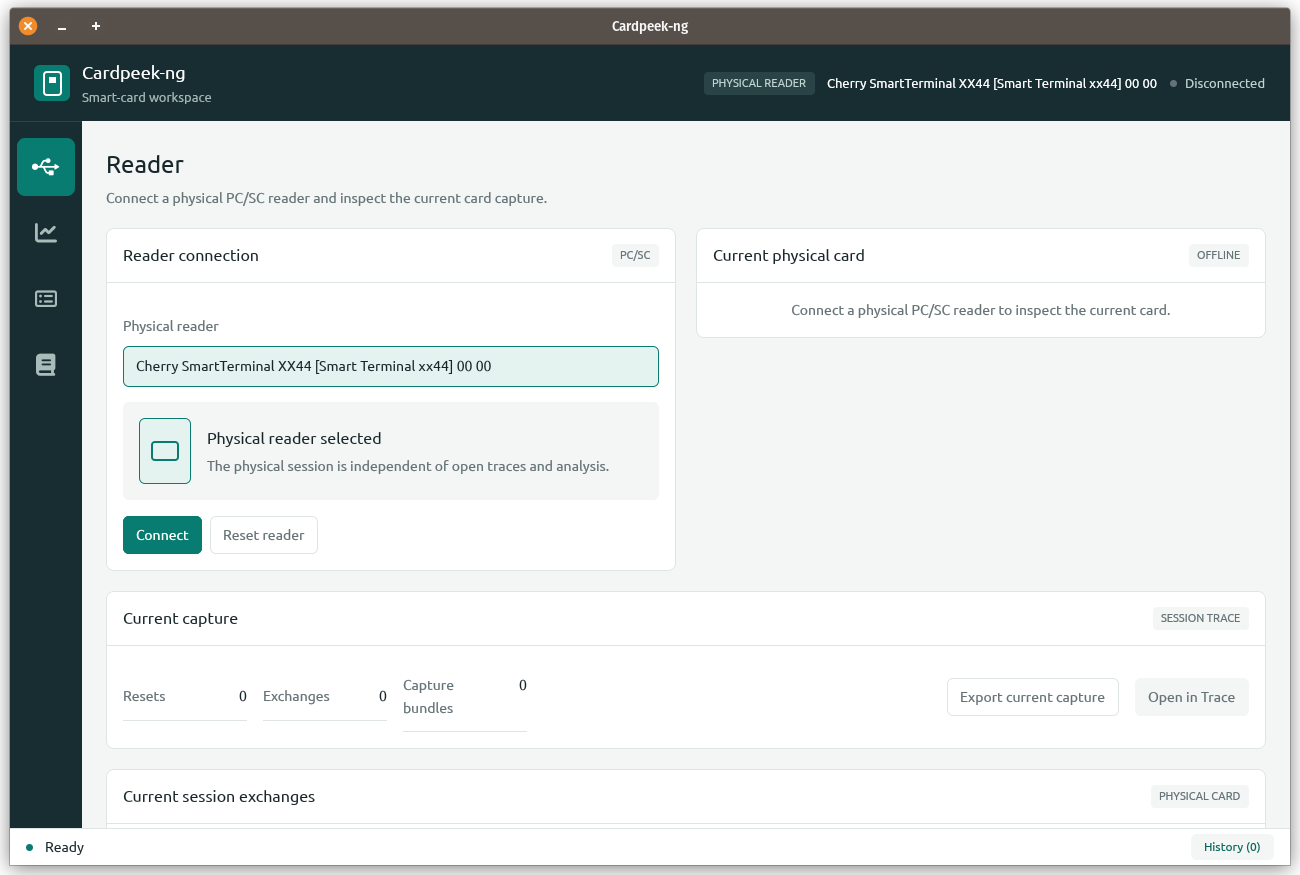 Cardpeek-ng
Cardpeek-ng
Smart-card workspace
PHYSICAL READER
Cherry SmartTerminal XX44 [Smart Terminal xx44] 00 00
Disconnected
Reader
Connect a physical PC/SC reader and inspect the current card capture.
Reader connection
PC/SC
Physical reader
Cherry SmartTerminal XX44 [Smart Terminal xx44] 00 00
Physical reader selected
The physical session is independent of open traces and analysis.
Connect
Reset reader
Current physical card
OFFLINE
Connect a physical PC/SC reader to inspect the current card.
Current capture
SESSION TRACE
Resets
0
Exchanges
0
Capture
bundles
0
Export current capture
Open in Trace
Current session exchanges
PHYSICAL CARD
Ready
History (0)